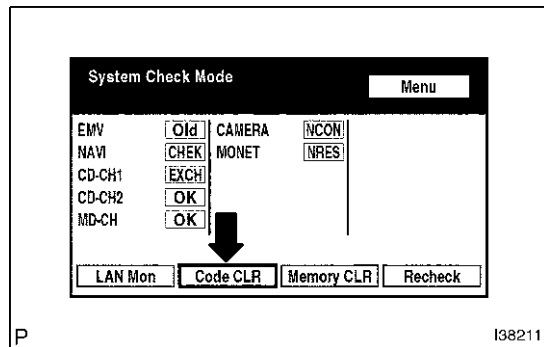 System Check Mode
Menu
EMV Old CAMERA NCON
NAVI CHEK MONET NRES
CD-CH1 EXCH
CD-CH2 OK
MD-CH OK
LAN Mon Code CLR Memory CLR Recheck
P I38211